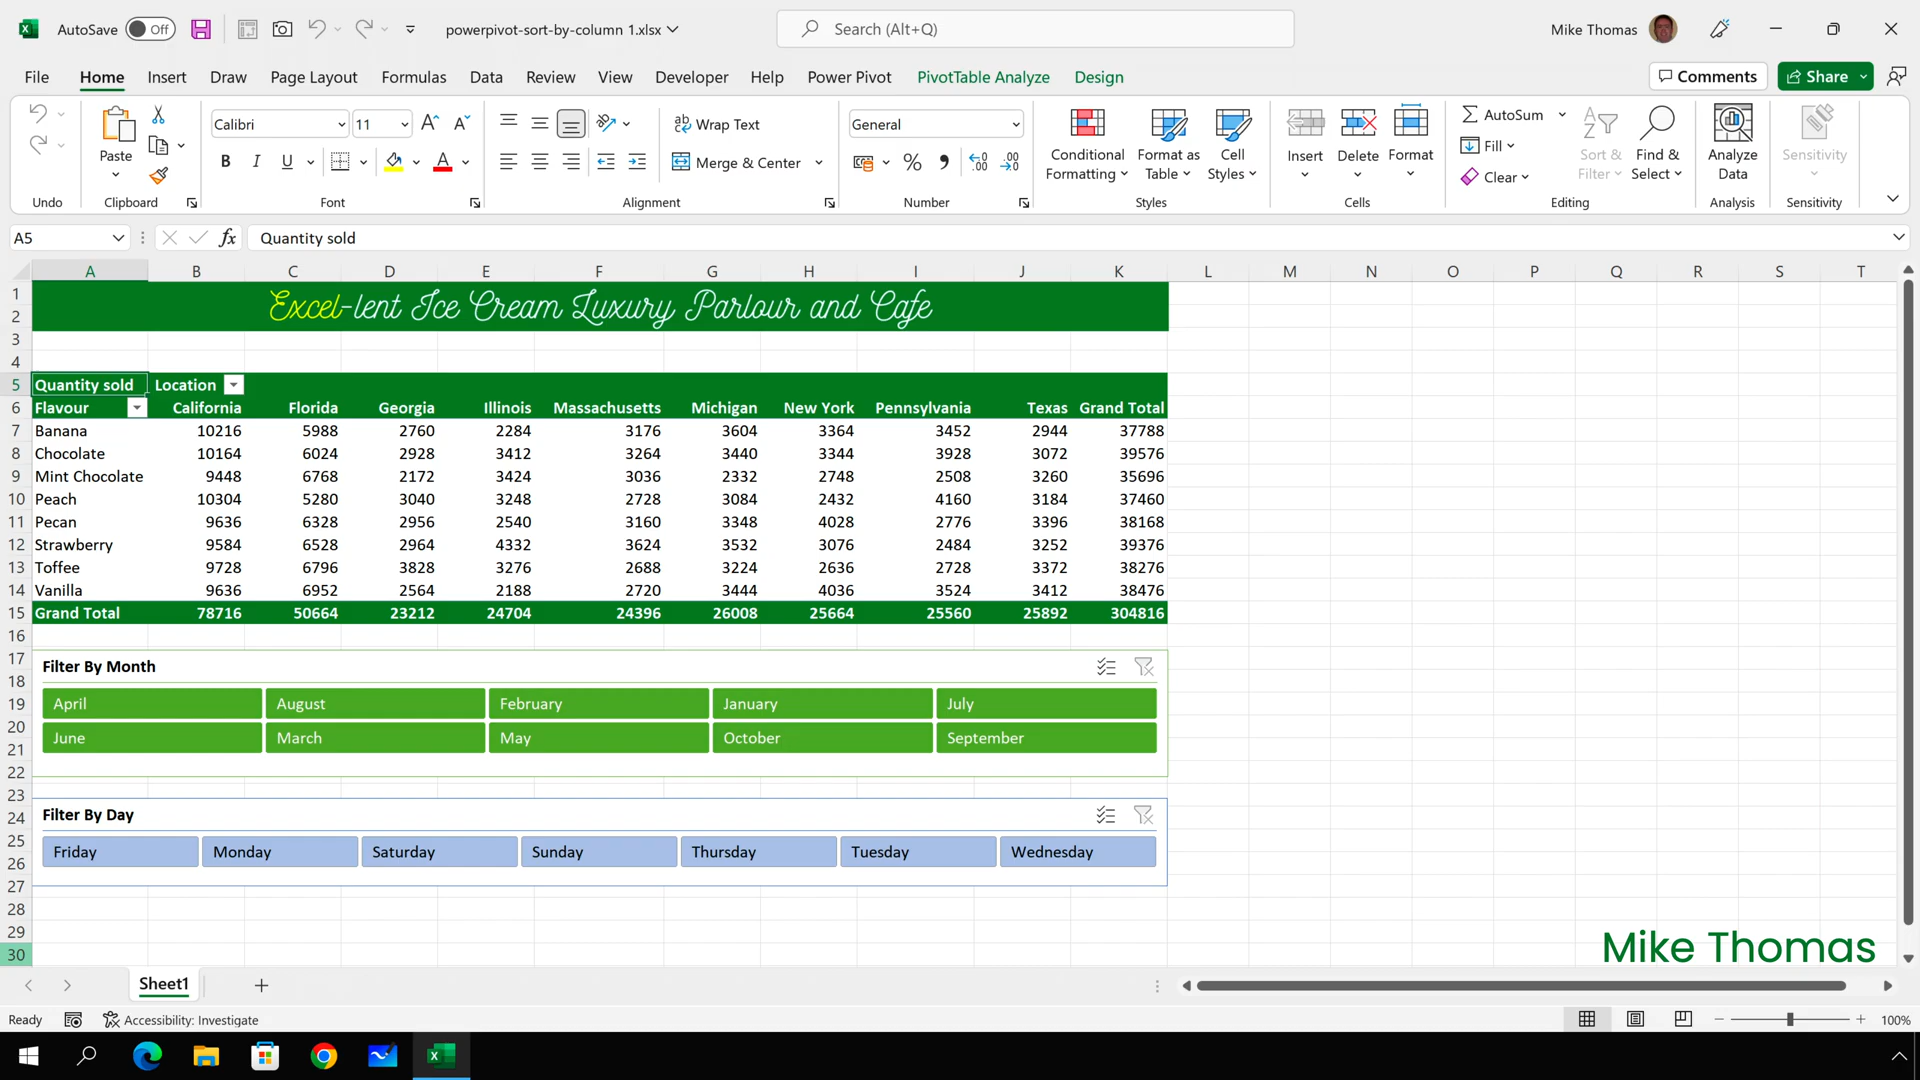 AutoSave Off powerpivot-sort-by-column 1.xlsx Search (Alt+Q) Mike Thomas
File Home Insert Draw Page Layout Formulas Data Review View Developer Help Power Pivot PivotTable Analyze Design Comments Share
Paste Calibri 11 Wrap Text General Conditional Formatting Format as Table Cell Styles Insert Delete Format AutoSum Sort & Filter Find & Select Analyze Data Sensitivity
B I U Merge & Center % Fill
Clear
Undo Clipboard Font Alignment Number Styles Cells Editing Analysis Sensitivity
A5 fx Quantity sold
A B C D E F G H I J K L M N O P Q R S T
1 Excel-lent Ice Cream Luxury Parlour and Cafe
2
3
4
5 Quantity sold Location
6 Flavour California Florida Georgia Illinois Massachusetts Michigan New York Pennsylvania Texas Grand Total
7 Banana 10216 5988 2760 2284 3176 3604 3364 3452 2944 37788
8 Chocolate 10164 6024 2928 3412 3264 3440 3344 3928 3072 39576
9 Mint Chocolate 9448 6768 2172 3424 3036 2332 2748 2508 3260 35696
10 Peach 10304 5280 3040 3248 2728 3084 2432 4160 3184 37460
11 Pecan 9636 6328 2956 2540 3160 3348 4028 2776 3396 38168
12 Strawberry 9584 6528 2964 4332 3624 3532 3076 2484 3252 39376
13 Toffee 9728 6796 3828 3276 2688 3224 2636 2728 3372 38276
14 Vanilla 9636 6952 2564 2188 2720 3444 4036 3524 3412 38476
15 Grand Total 78716 50664 23212 24704 24396 26008 25664 25560 25892 304816
16
17 Filter By Month
18
19 April August February January July
20
21 June March May October September
22
23
24 Filter By Day
25
26 Friday Monday Saturday Sunday Thursday Tuesday Wednesday
27
28
29
30 Mike Thomas
Sheet1
Ready Accessibility: Investigate 100%